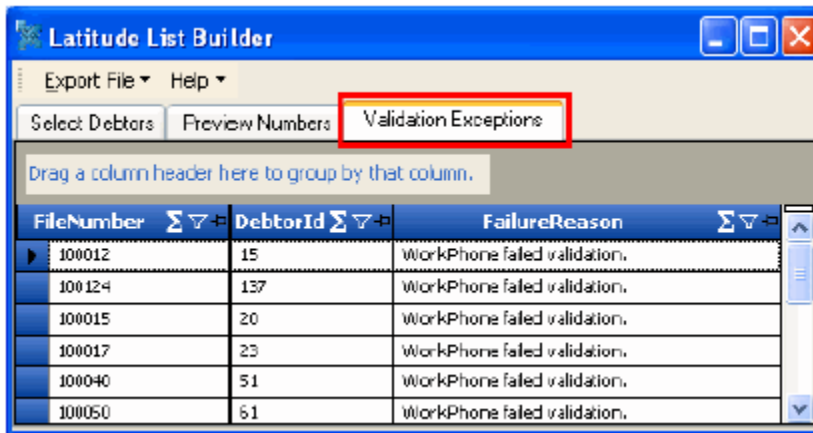 Latitude List Builder
Export File Help
Select Debtors Preview Numbers Validation Exceptions
Drag a column header here to group by that column.
FileNumber Σ DebtorId Σ FailureReason Σ
100012 15 WorkPhone failed validation.
100124 137 WorkPhone failed validation.
100015 20 WorkPhone failed validation.
100017 23 WorkPhone failed validation.
100040 51 WorkPhone failed validation.
100050 61 WorkPhone failed validation.